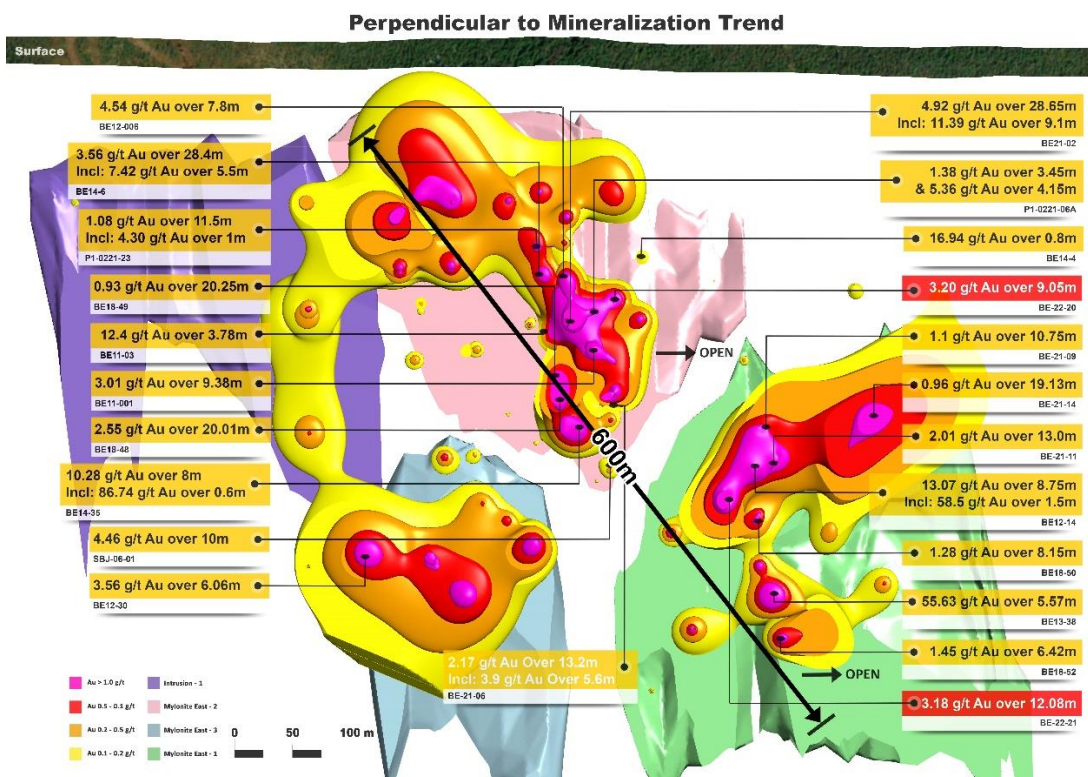 Perpendicular to Mineralization Trend
Surface
4.54 g/t Au over 7.8m
BE12-006
3.56 g/t Au over 28.4m
Incl: 7.42 g/t Au over 5.5m
BE14-6
1.08 g/t Au over 11.5m
Incl: 4.30 g/t Au over 1m
P1-0221-23
0.93 g/t Au over 20.25m
BE18-49
12.4 g/t Au over 3.78m
BE11-03
3.01 g/t Au over 9.38m
BE11-001
2.55 g/t Au over 20.01m
BE18-48
10.28 g/t Au over 8m
Incl: 86.74 g/t Au over 0.6m
BE14-35
4.46 g/t Au over 10m
SBJ-06-01
3.56 g/t Au over 6.06m
BE12-30
4.92 g/t Au over 28.65m
Incl: 11.39 g/t Au over 9.1m
BE21-02
1.38 g/t Au over 3.45m
& 5.36 g/t Au over 4.15m
P1-0221-06A
16.94 g/t Au over 0.8m
BE14-4
3.20 g/t Au over 9.05m
BE-22-20
OPEN
1.1 g/t Au over 10.75m
BE-21-09
0.96 g/t Au over 19.13m
BE-21-14
2.01 g/t Au over 13.0m
BE-21-11
13.07 g/t Au over 8.75m
Incl: 58.5 g/t Au over 1.5m
BE12-14
1.28 g/t Au over 8.15m
BE18-50
55.63 g/t Au over 5.57m
BE13-38
1.45 g/t Au over 6.42m
BE18-52
OPEN
3.18 g/t Au over 12.08m
BE-22-21
600m
2.17 g/t Au Over 13.2m
Incl: 3.9 g/t Au Over 5.6m
BE-21-06
Au > 1.0 g/t
Au 0.5 - 0.1 g/t
Au 0.2 - 0.5 g/t
Au 0.1 - 0.2 g/t
Intrusion - 1
Mylonite East - 2
Mylonite East - 3
Mylonite East - 1
0 50 100 m